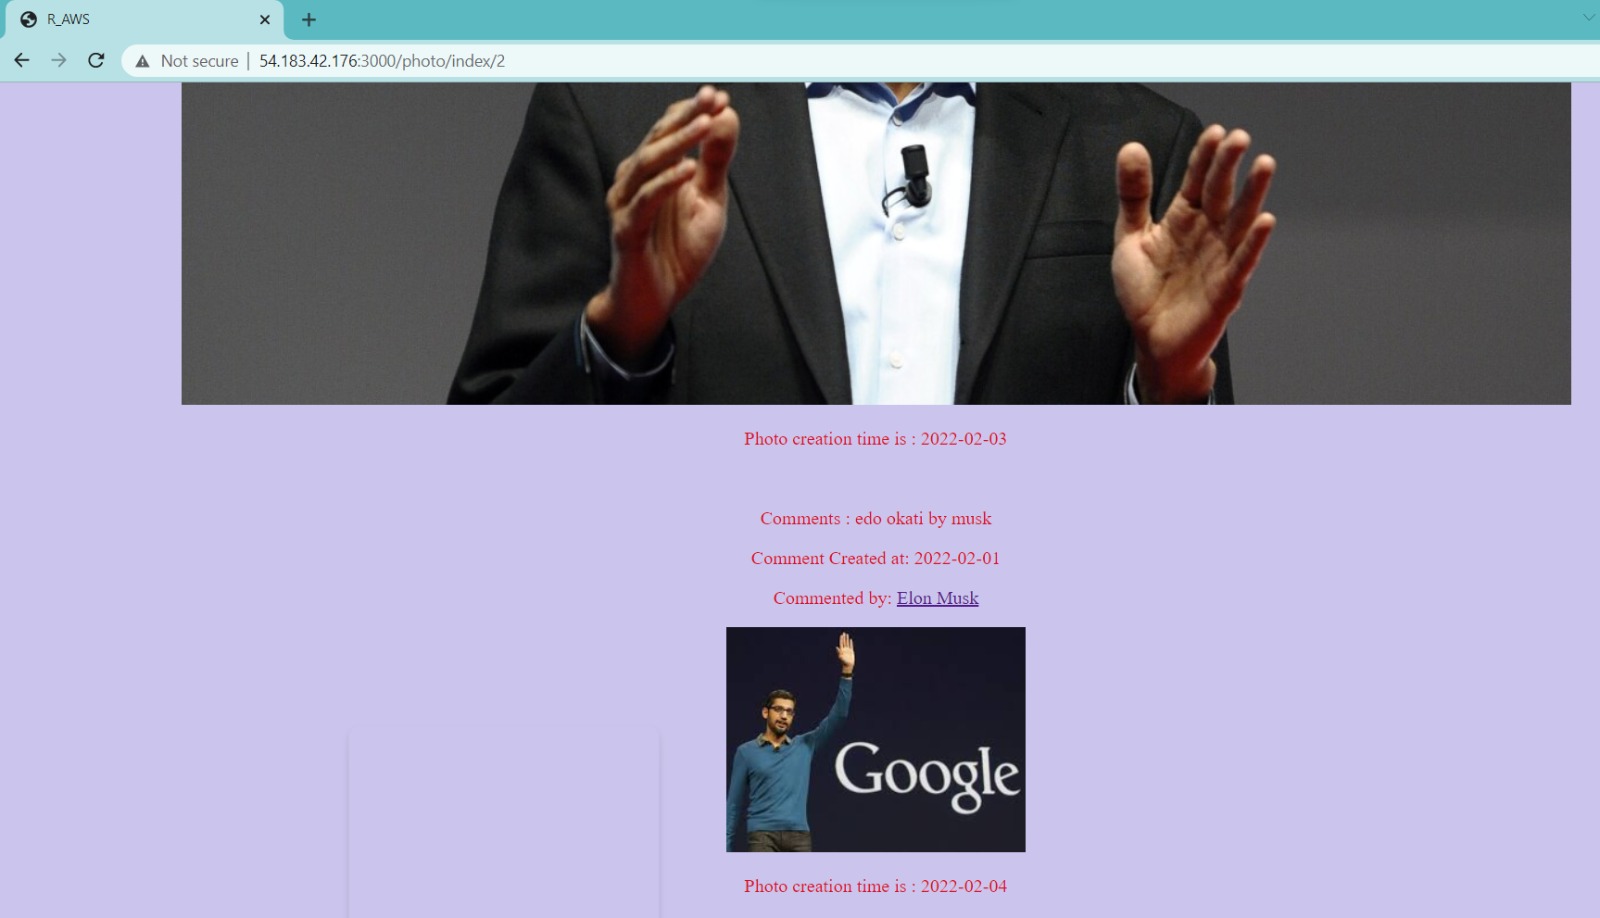 R_AWS
Not secure | 54.183.42.176:3000/photo/index/2
Photo creation time is : 2022-02-03
Comments : edo okati by musk
Comment Created at: 2022-02-01
Commented by: Elon Musk
Google
Photo creation time is : 2022-02-04